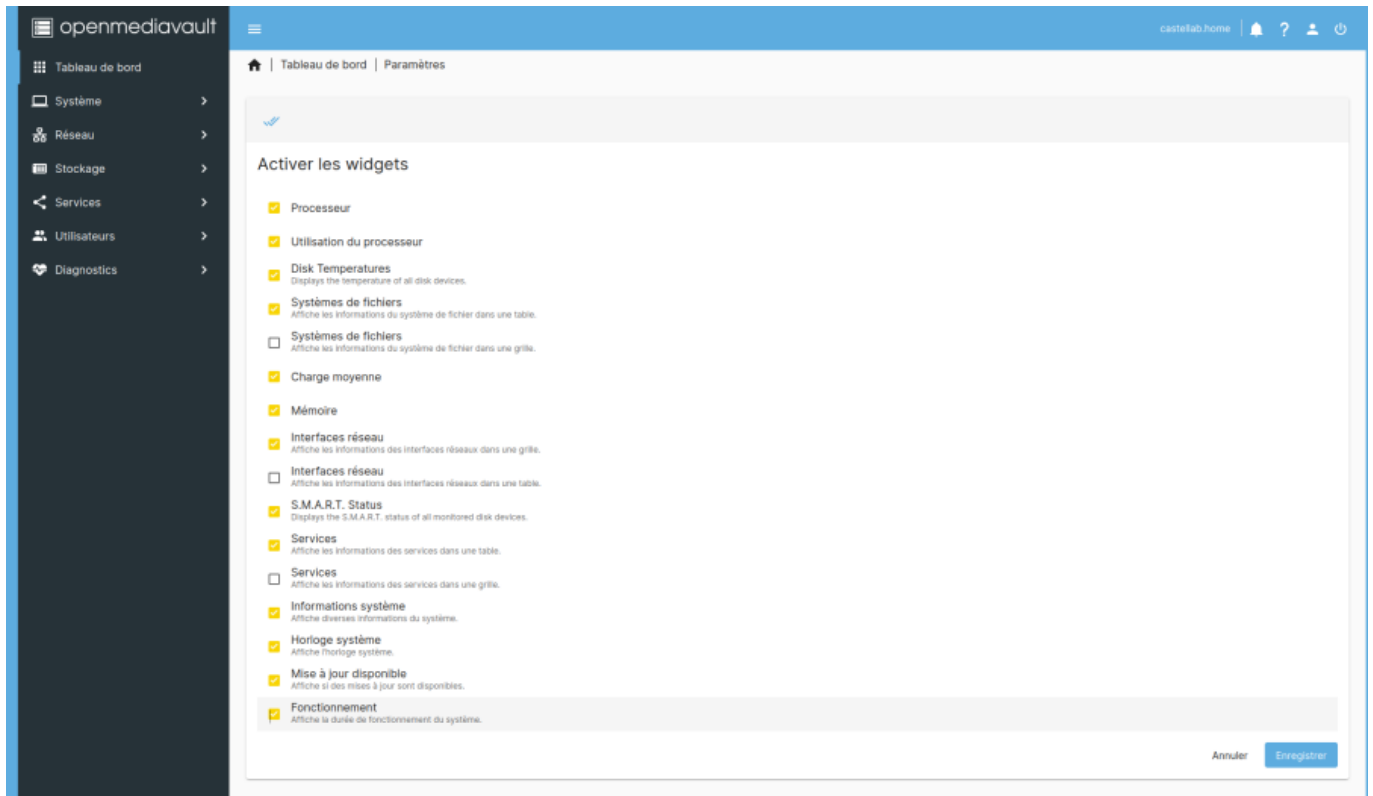 openmediavault
castellab.home
?
Tableau de bord
Système
Réseau
Stockage
Services
Utilisateurs
Diagnostics
Tableau de bord | Paramètres
Activer les widgets
Processeur
Utilisation du processeur
Disk Temperatures
Displays the temperature of all disk devices.
Systèmes de fichiers
Affiche les informations du système de fichier dans une table.
Systèmes de fichiers
Affiche les informations du système de fichier dans une grille.
Charge moyenne
Mémoire
Interfaces réseau
Affiche les informations des interfaces réseaux dans une grille.
Interfaces réseau
Affiche les informations des interfaces réseaux dans une table.
S.M.A.R.T. Status
Displays the S.M.A.R.T. status of all monitored disk devices.
Services
Affiche les informations des services dans une table.
Services
Affiche les informations des services dans une grille.
Informations système
Affiche diverses informations du système.
Horloge système
Affiche l'horloge système.
Mise à jour disponible
Affiche si des mises à jour sont disponibles.
Fonctionnement
Affiche la durée de fonctionnement du système.
Annuler
Enregistrer